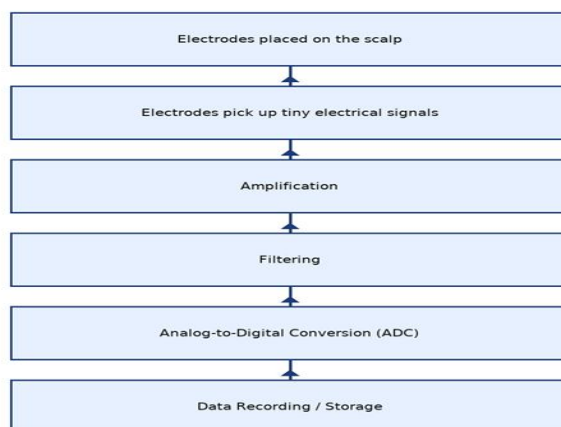 Electrodes placed on the scalp
Electrodes pick up tiny electrical signals
Amplification
Filtering
Analog-to-Digital Conversion (ADC)
Data Recording / Storage